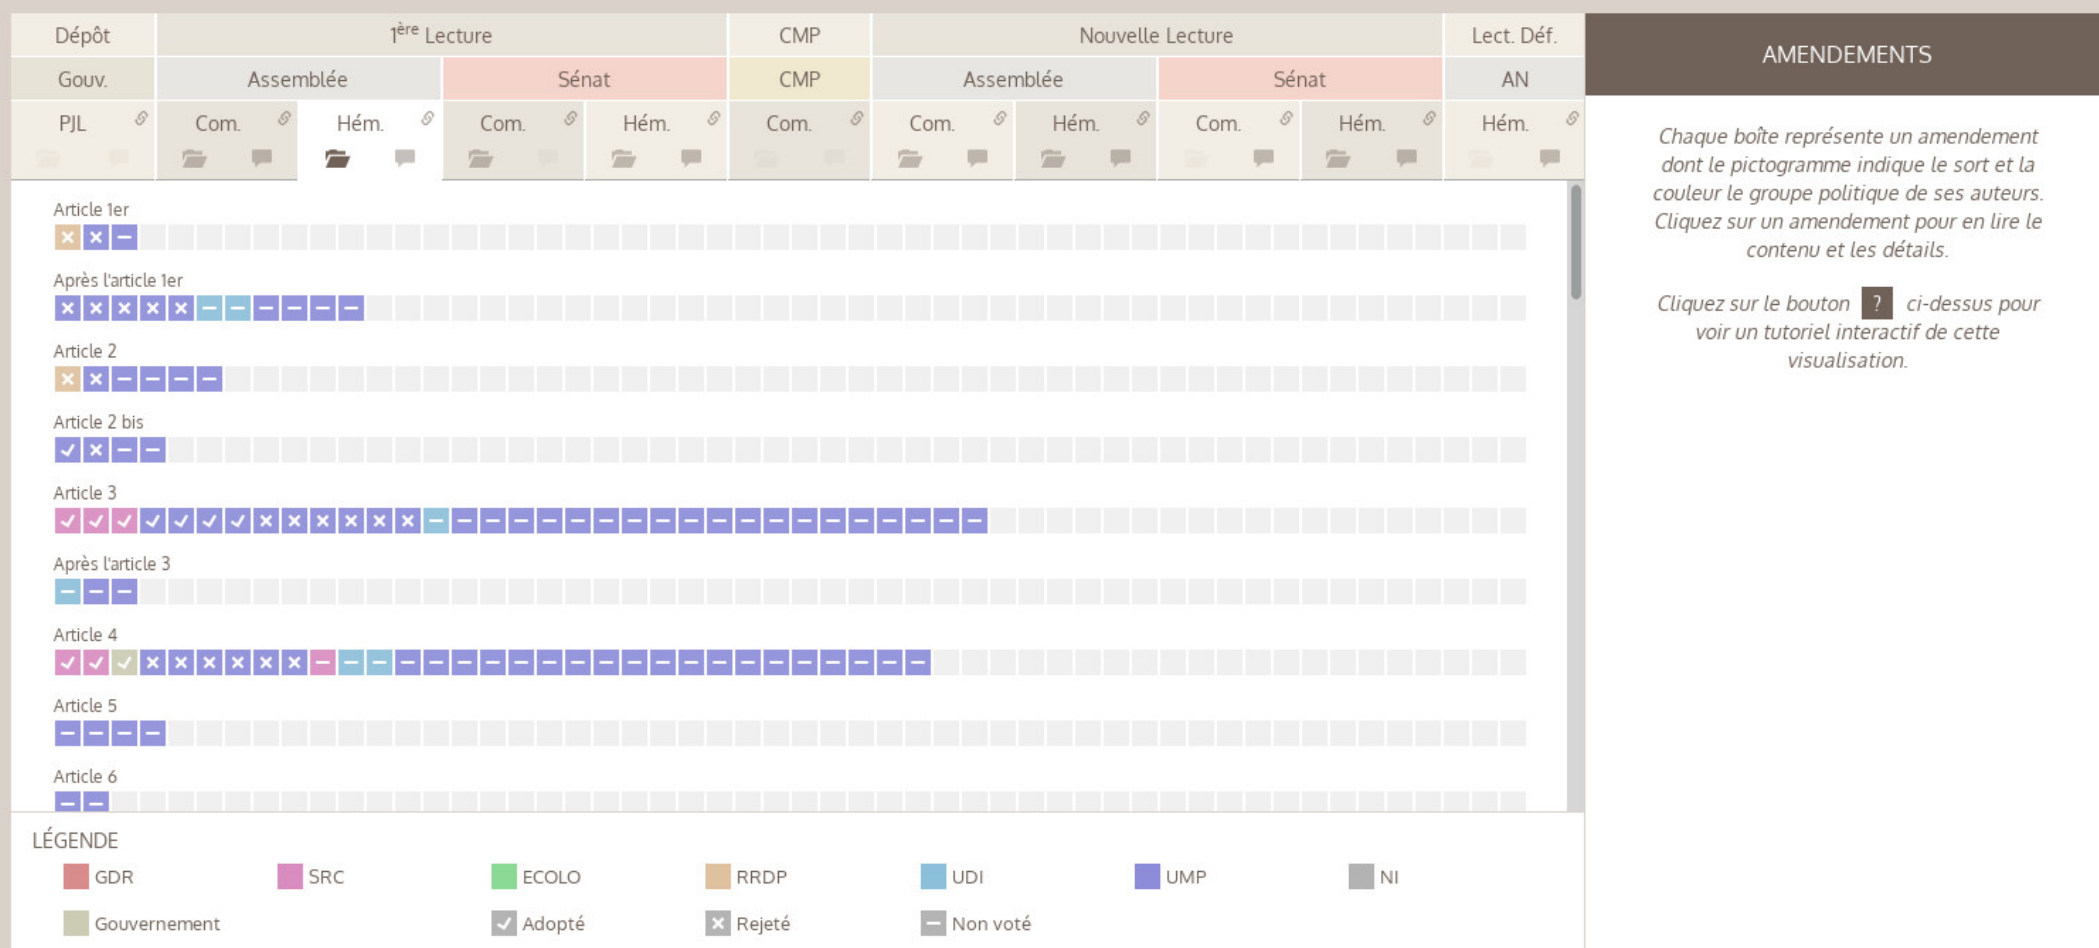 Dépôt 1ère Lecture CMP Nouvelle Lecture Lect. Déf.
Gouv. Assemblée Sénat CMP Assemblée Sénat AN
PJL Com. Hém. Com. Hém. Com. Com. Hém. Com. Hém. Hém.
Article 1er
Après l'article 1er
Article 2
Article 2 bis
Article 3
Après l'article 3
Article 4
Article 5
Article 6
LÉGENDE
GDR SRC ECOLO RRDP UDI UMP NI
Gouvernement Adopté Rejeté Non voté
AMENDEMENTS
Chaque boîte représente un amendement
dont le pictogramme indique le sort et la
couleur le groupe politique de ses auteurs.
Cliquez sur un amendement pour en lire le
contenu et les détails.
Cliquez sur le bouton ? ci-dessus pour
voir un tutoriel interactif de cette
visualisation.